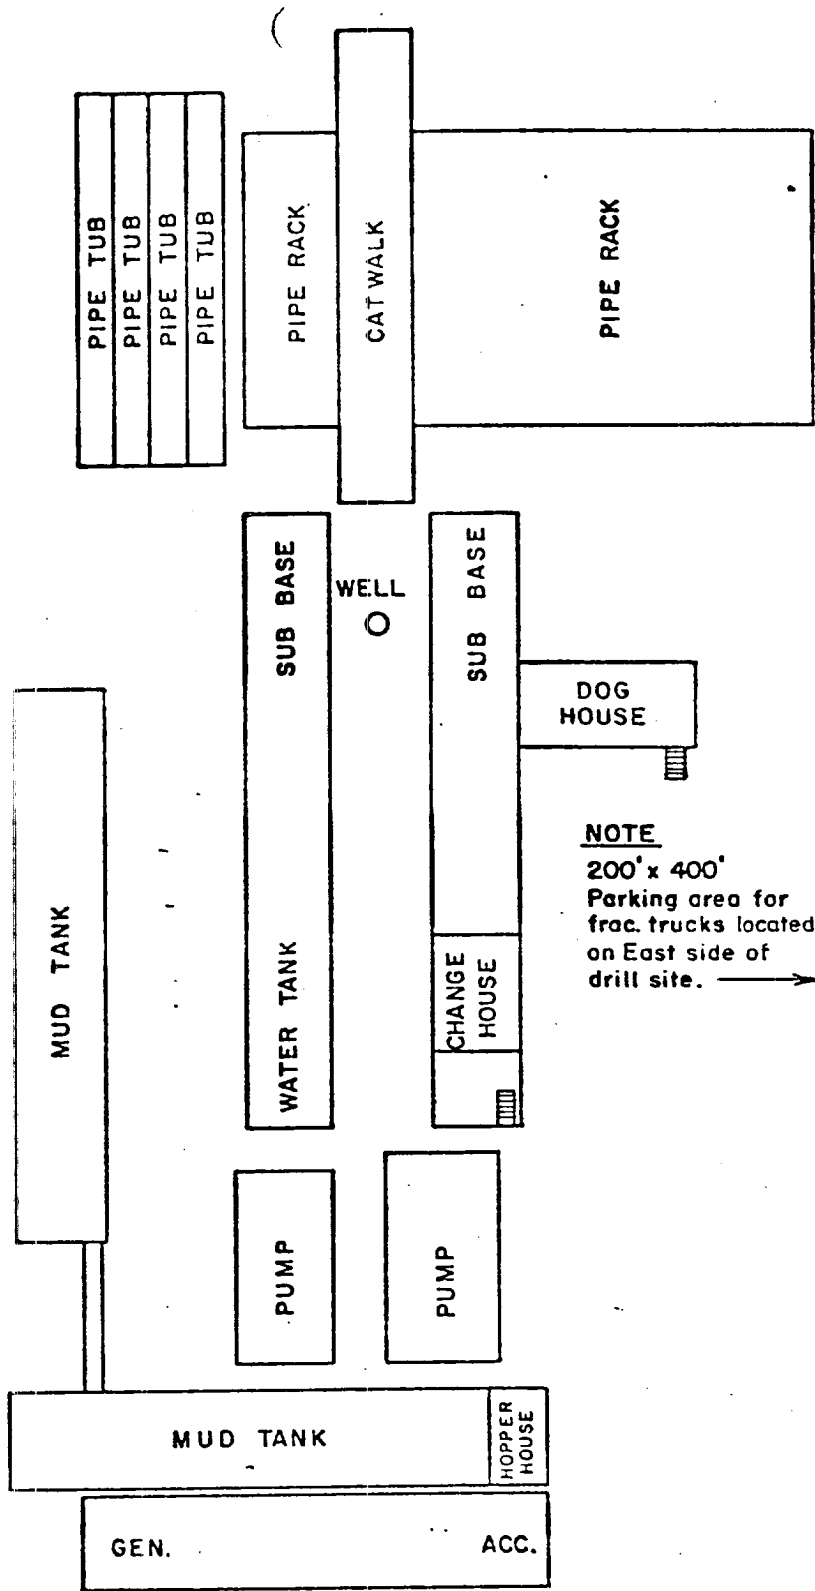 PIPE TUB
PIPE TUB
PIPE TUB
PIPE TUB
PIPE RACK
CATWALK
PIPE RACK
SUB BASE
WELL
SUB BASE
DOG
HOUSE
NOTE
200' x 400'
Parking area for
frac. trucks located
on East side of
drill site.
MUD TANK
WATER TANK
CHANGE
HOUSE
PUMP
PUMP
MUD TANK
HOPPER
HOUSE
GEN.
ACC.